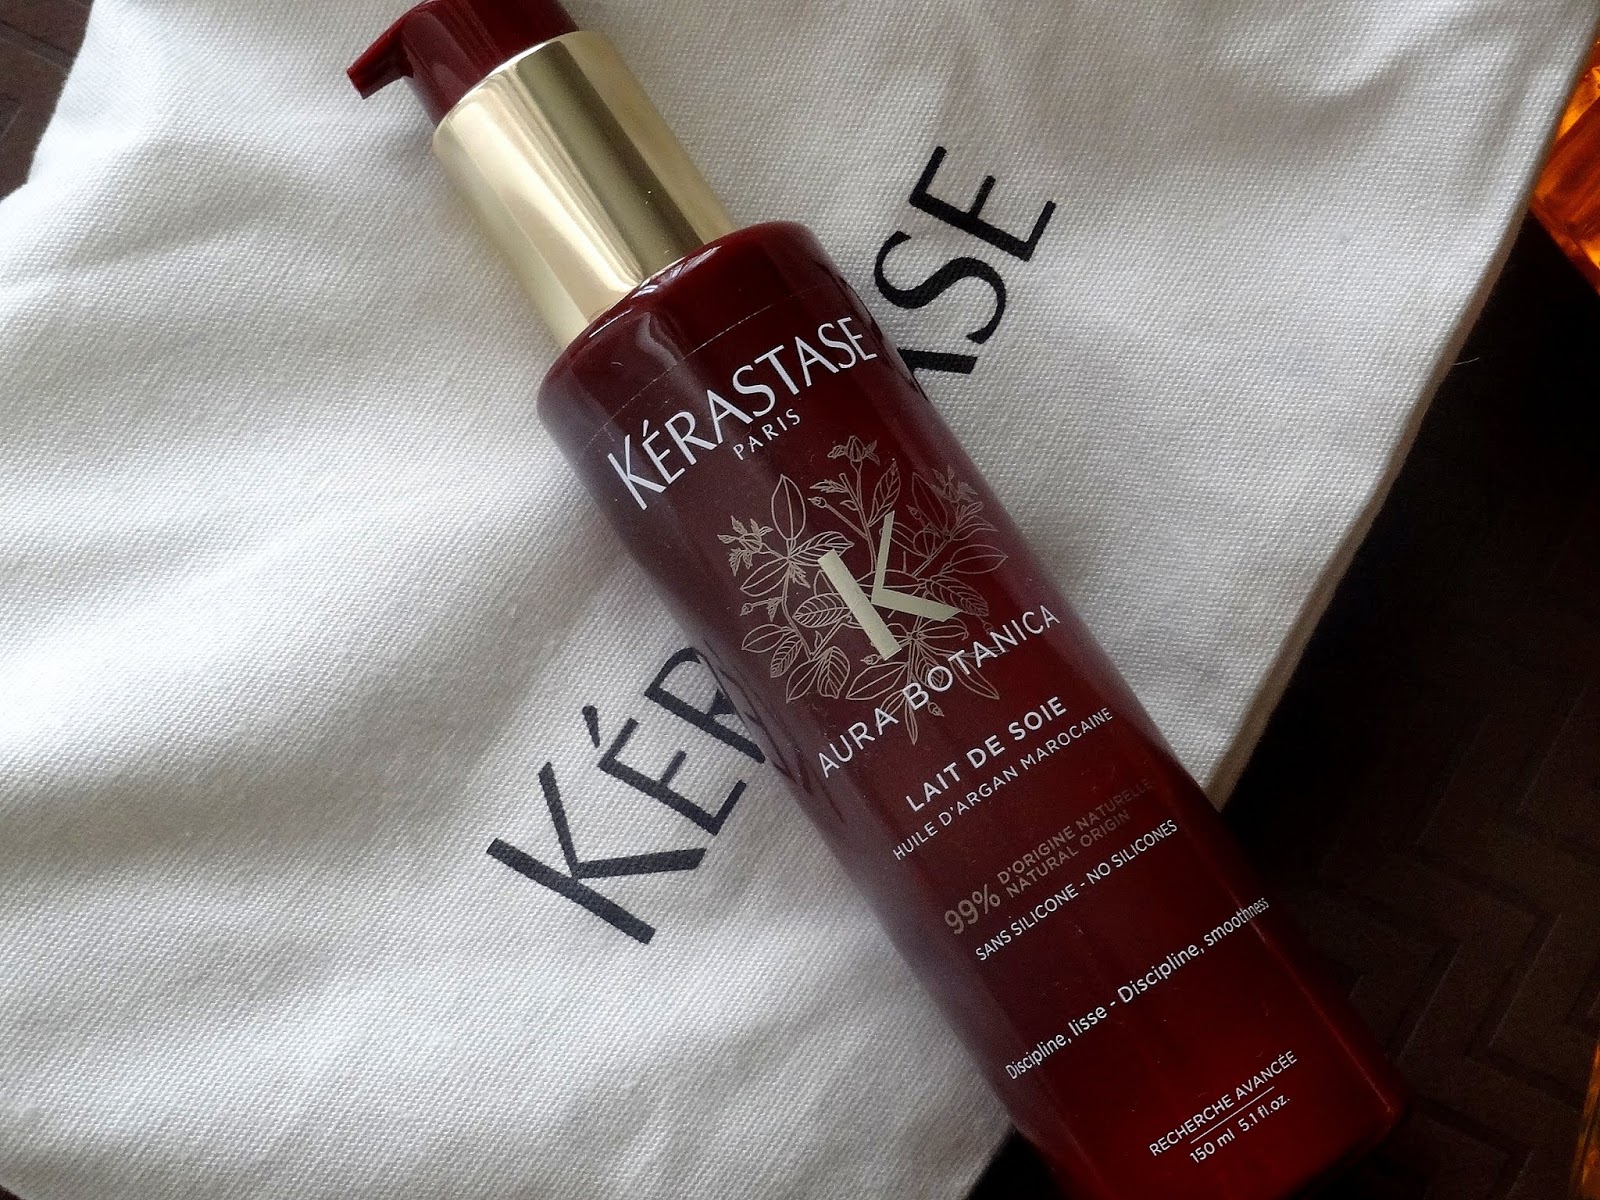 KÉRASTASE
PARIS
K
AURA BOTANICA
LAIT DE SOIE
HUILE D'ARGAN MAROCAINE
99% D'ORIGINE NATURELLE
NATURAL ORIGIN
SANS SILICONE - NO SILICONES
Discipline, lisse - Discipline, smoothness
RECHERCHE AVANCÉE
150 ml 5.1 fl.oz.
KÉR ASE